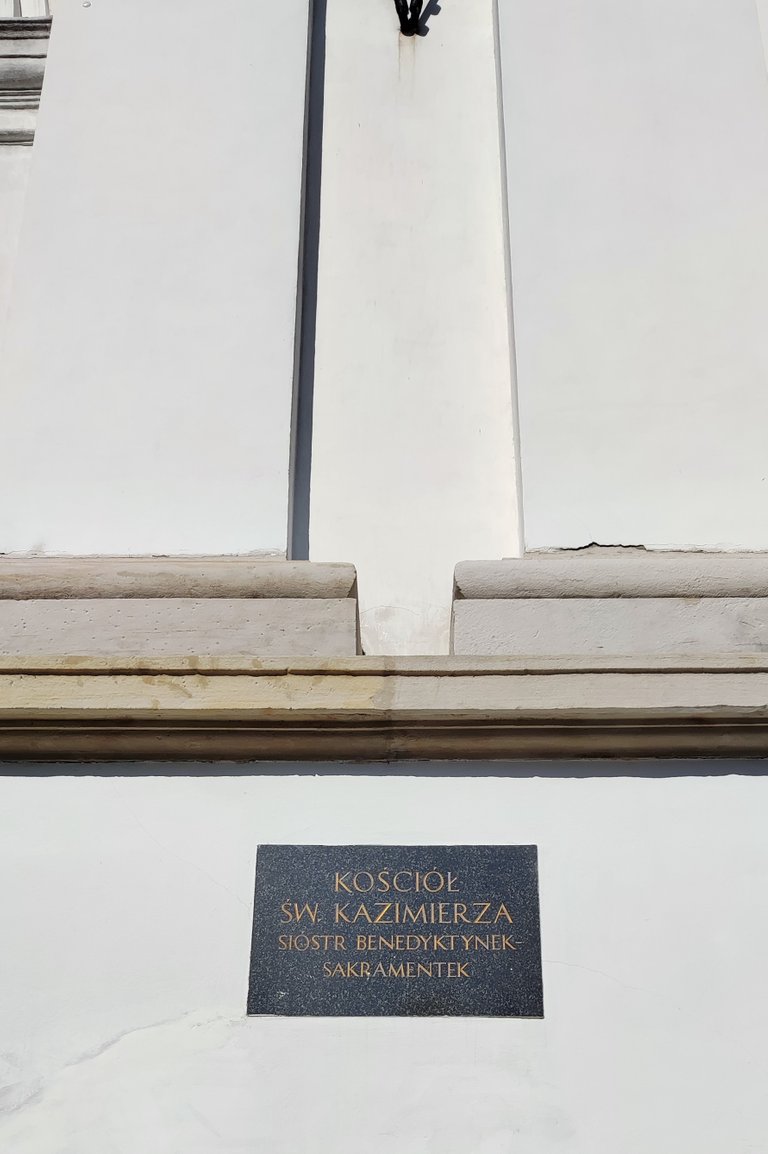 KOŚCIÓŁ
ŚW. KAZIMIERZA
SIÓSTR BENEDYKTYNEK-
SAKRAMENTEK